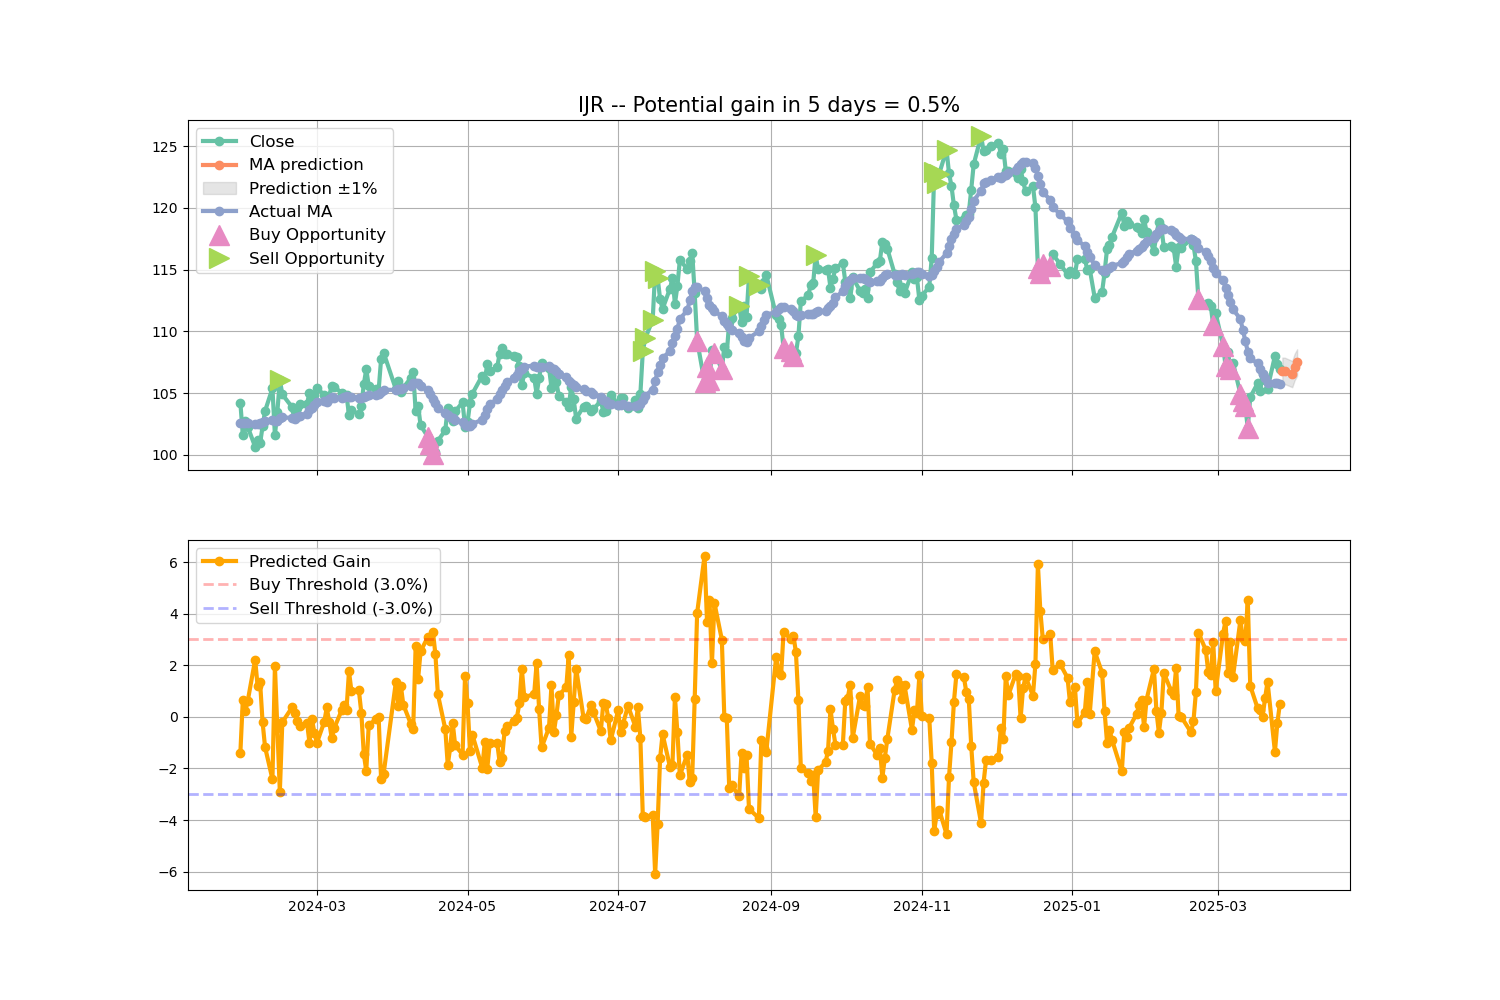 IJR -- Potential gain in 5 days = 0.5%
Close
MA prediction
Prediction ±1%
Actual MA
Buy Opportunity
Sell Opportunity
125
120
115
110
105
100
Predicted Gain
Buy Threshold (3.0%)
Sell Threshold (-3.0%)
6
4
2
0
−2
−4
−6
2024-03
2024-05
2024-07
2024-09
2024-11
2025-01
2025-03